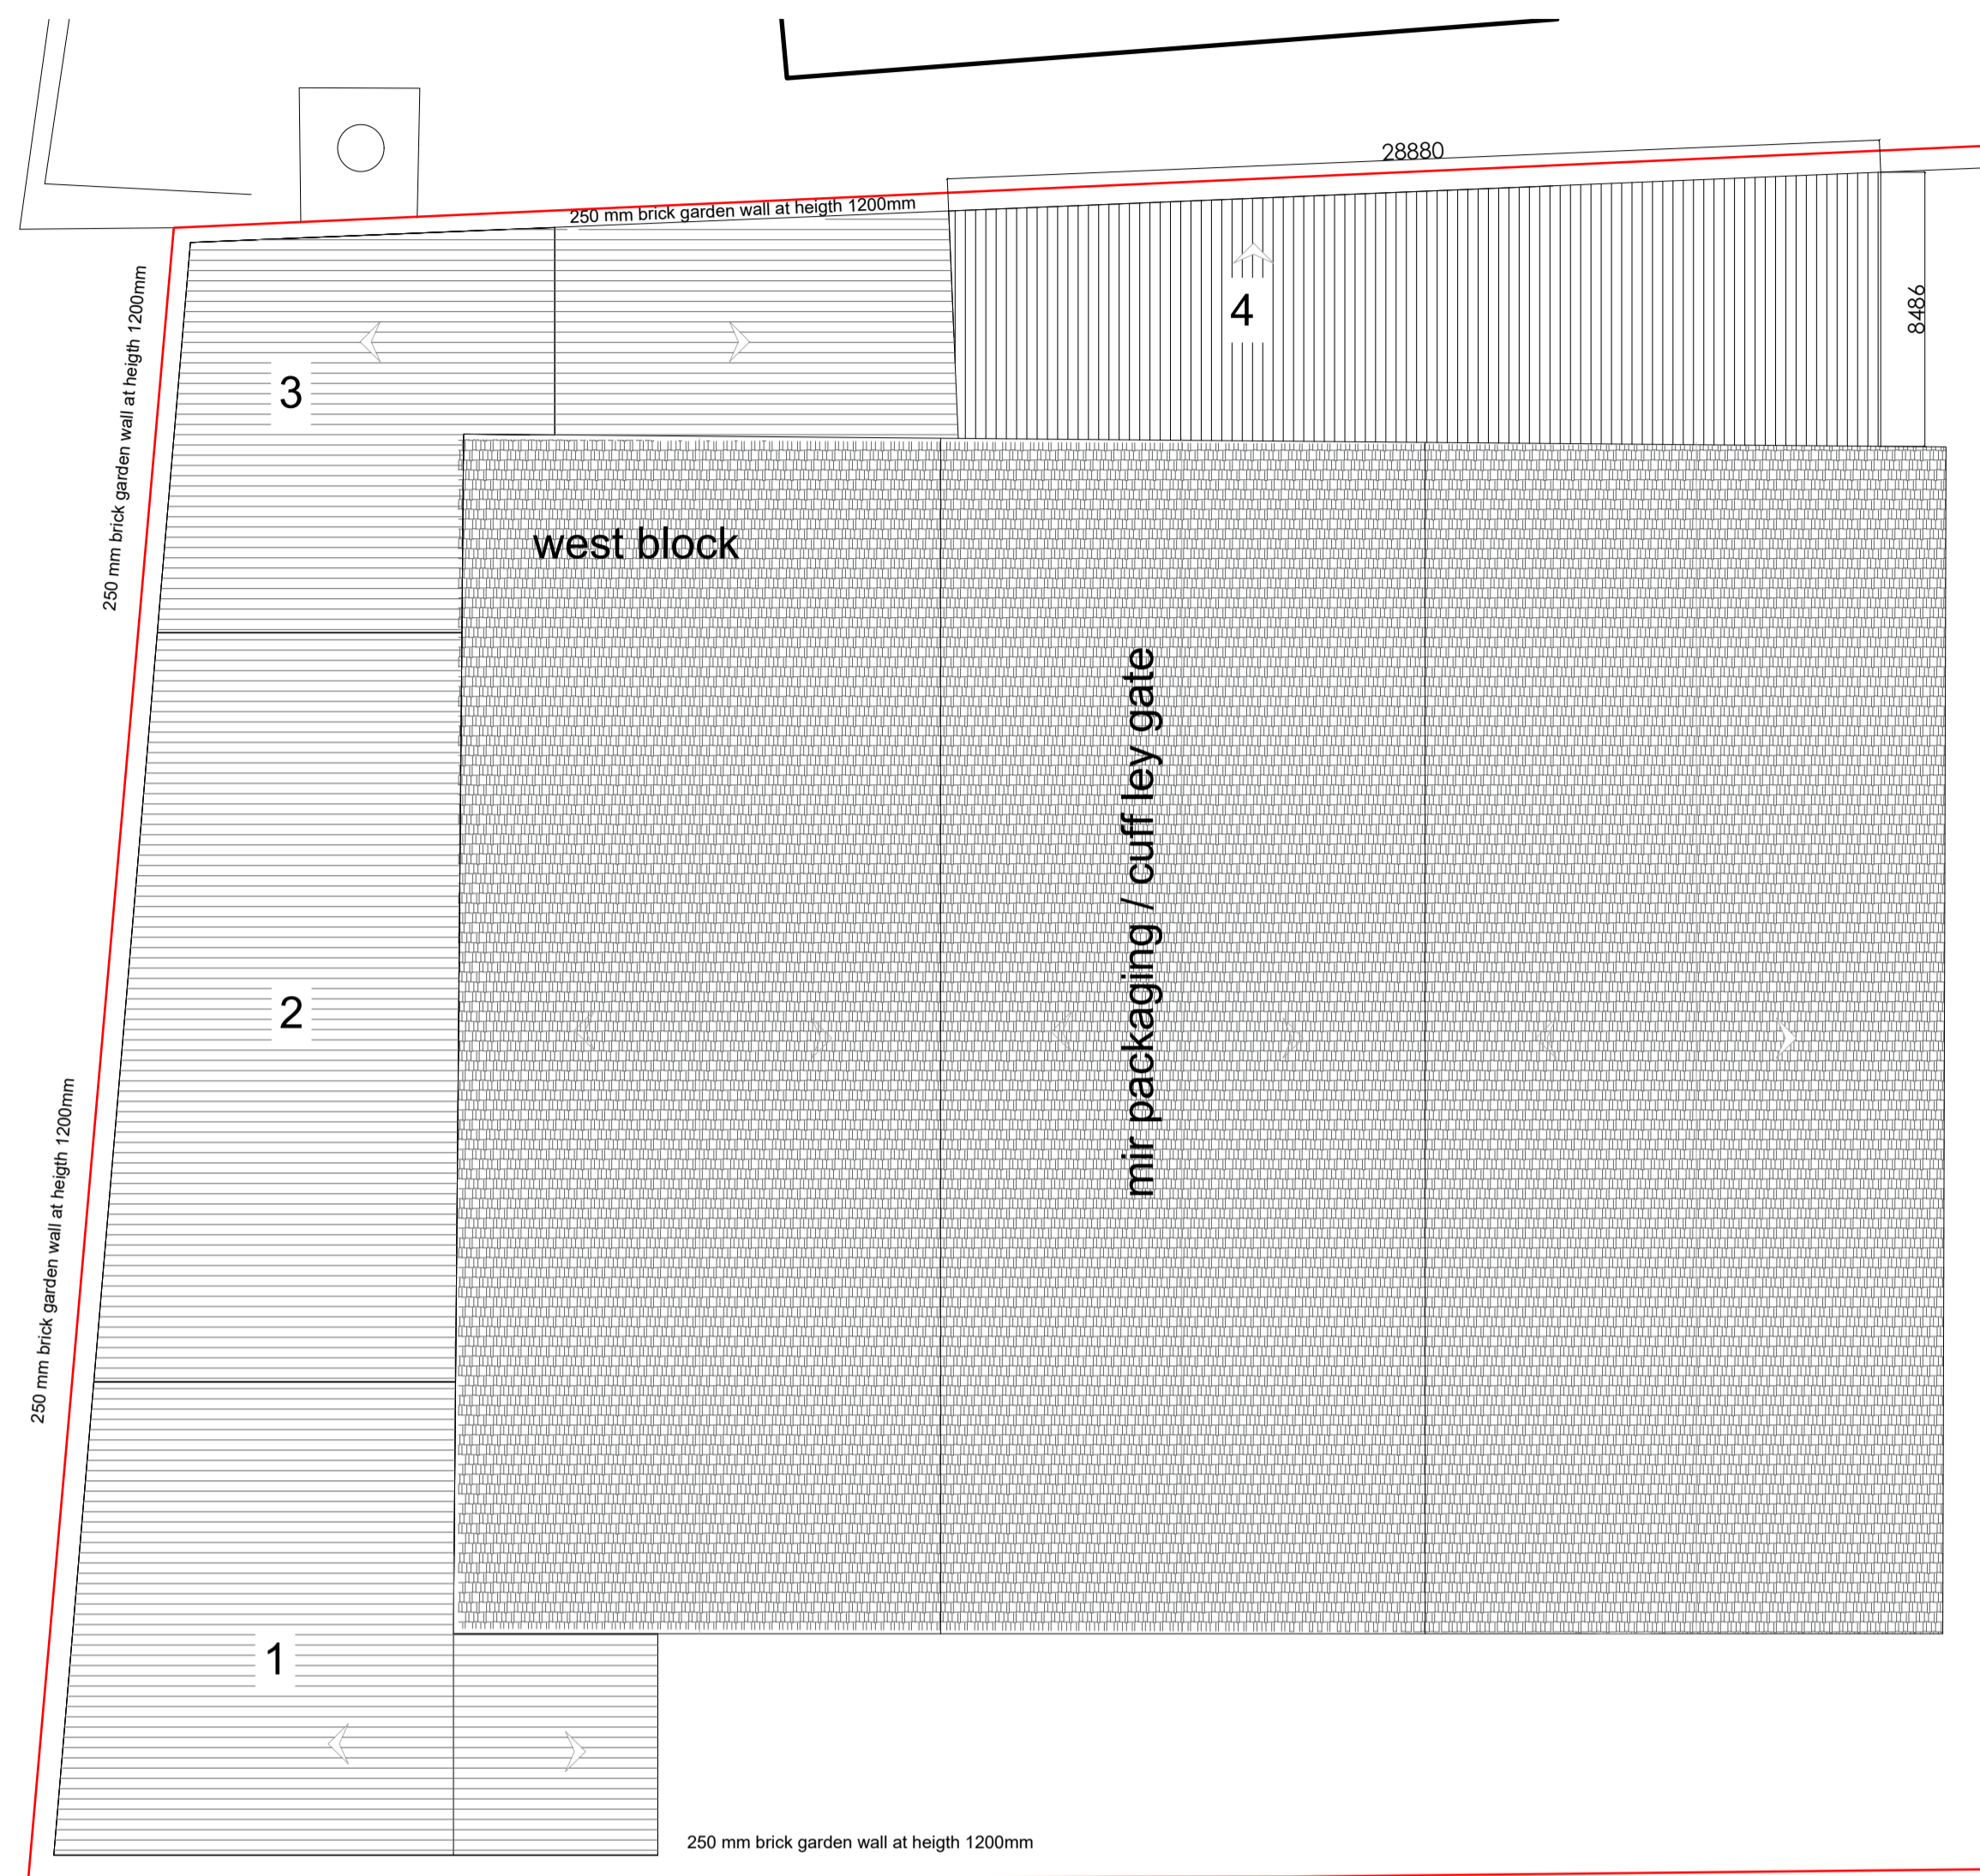 28880
250 mm brick garden wall at heigth 1200mm
8486
4
250 mm brick garden wall at heigth 1200mm
3
west block
mir packaging / cuff ley gate
2
250 mm brick garden wall at heigth 1200mm
1
250 mm brick garden wall at heigth 1200mm